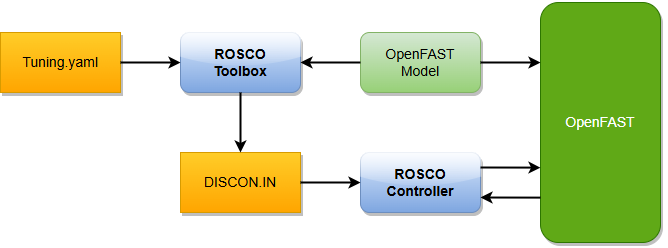 Tuning.yaml
ROSCO
Toolbox
OpenFAST
Model
OpenFAST
DISCON.IN
ROSCO
Controller